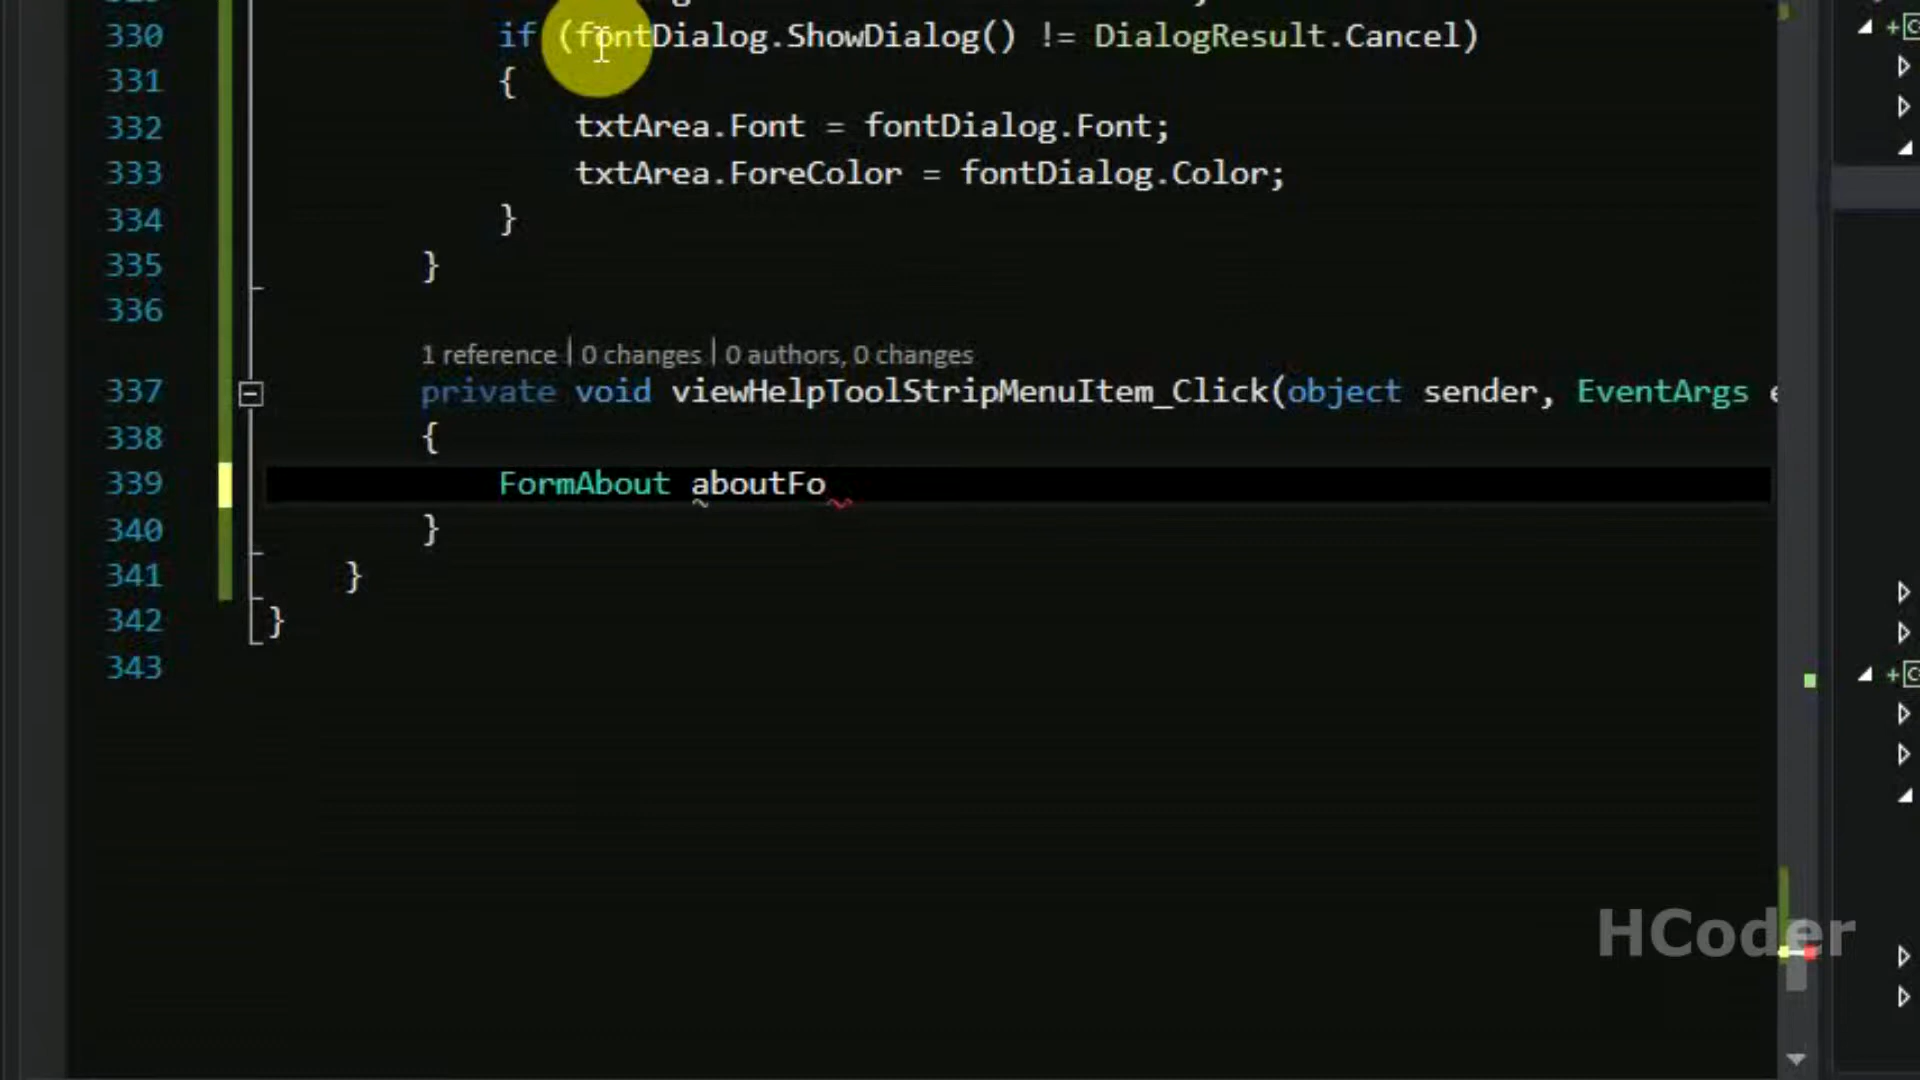 330 if (fontDialog.ShowDialog() != DialogResult.Cancel)
331 {
332 txtArea.Font = fontDialog.Font;
333 txtArea.ForeColor = fontDialog.Color;
334 }
335 }
336
1 reference | 0 changes | 0 authors, 0 changes
337 private void viewHelpToolStripMenuItem_Click(object sender, EventArgs
338 {
339 FormAbout aboutFo
340 }
341 }
342 }
343
HCoder